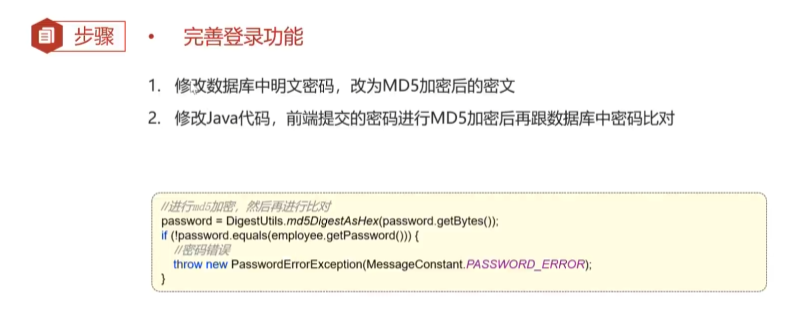 步骤
• 完善登录功能
1. 修改数据库中明文密码，改为MD5加密后的密文
2. 修改Java代码，前端提交的密码进行MD5加密后再跟数据库中密码比对
//进行md5加密，然后再进行比对
password = DigestUtils.md5DigestAsHex(password.getBytes());
if (!password.equals(employee.getPassword())) {
//密码错误
throw new PasswordErrorException(MessageConstant.PASSWORD_ERROR);
}